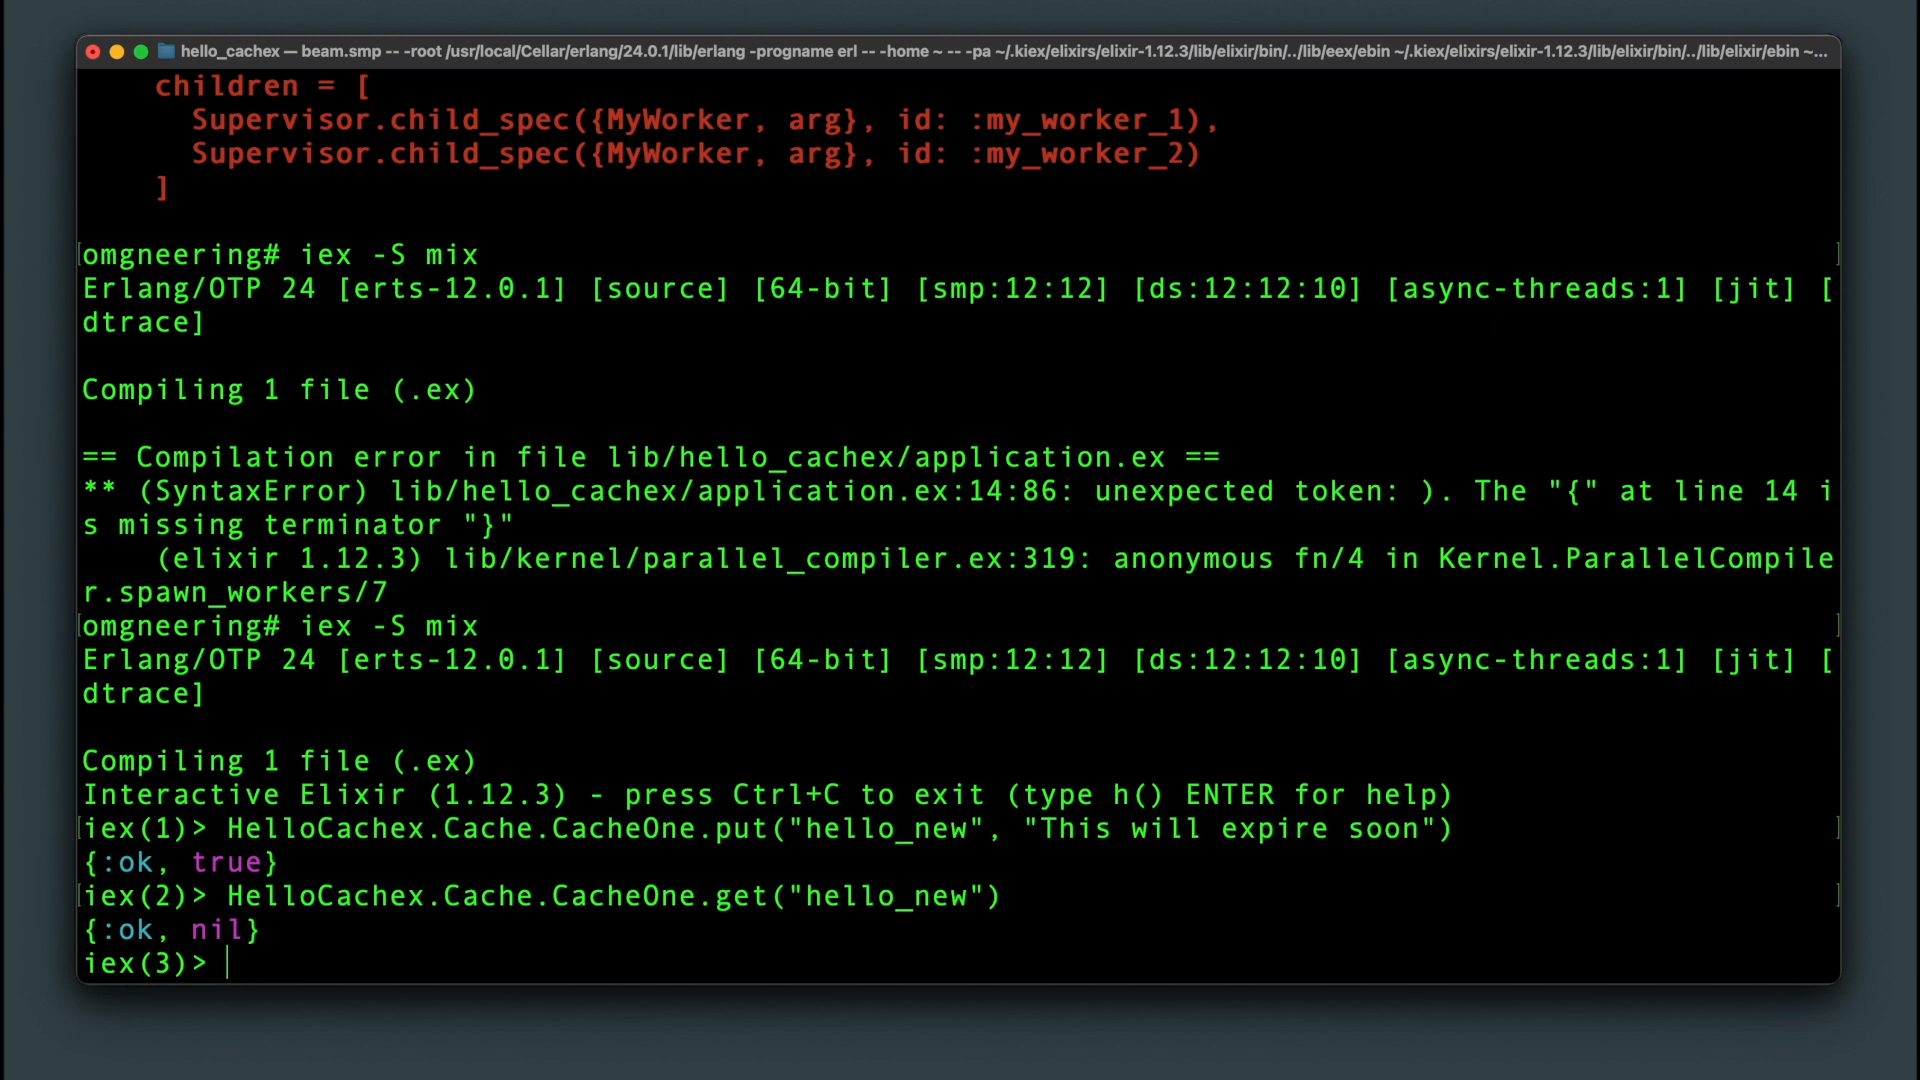 hello_cachex — beam.smp -- -root /usr/local/Cellar/erlang/24.0.1/lib/erlang -progname erl -- -home ~ -- -pa ~/.kiex/elixirs/elixir-1.12.3/lib/elixir/bin/../lib/eex/ebin ~/.kiex/elixirs/elixir-1.12.3/lib/elixir/bin/../lib/elixir/ebin ~...
    children = [
      Supervisor.child_spec({MyWorker, arg}, id: :my_worker_1),
      Supervisor.child_spec({MyWorker, arg}, id: :my_worker_2)
    ]
[omgneering# iex -S mix ]
Erlang/OTP 24 [erts-12.0.1] [source] [64-bit] [smp:12:12] [ds:12:12:10] [async-threads:1] [jit] [
dtrace]
Compiling 1 file (.ex)
== Compilation error in file lib/hello_cachex/application.ex ==
** (SyntaxError) lib/hello_cachex/application.ex:14:86: unexpected token: ). The "{" at line 14 i
s missing terminator "}"
    (elixir 1.12.3) lib/kernel/parallel_compiler.ex:319: anonymous fn/4 in Kernel.ParallelCompile
r.spawn_workers/7
[omgneering# iex -S mix ]
Erlang/OTP 24 [erts-12.0.1] [source] [64-bit] [smp:12:12] [ds:12:12:10] [async-threads:1] [jit] [
dtrace]
Compiling 1 file (.ex)
Interactive Elixir (1.12.3) - press Ctrl+C to exit (type h() ENTER for help)
[iex(1)> HelloCachex.Cache.CacheOne.put("hello_new", "This will expire soon") ]
{:ok, true}
[iex(2)> HelloCachex.Cache.CacheOne.get("hello_new") ]
{:ok, nil}
iex(3)>